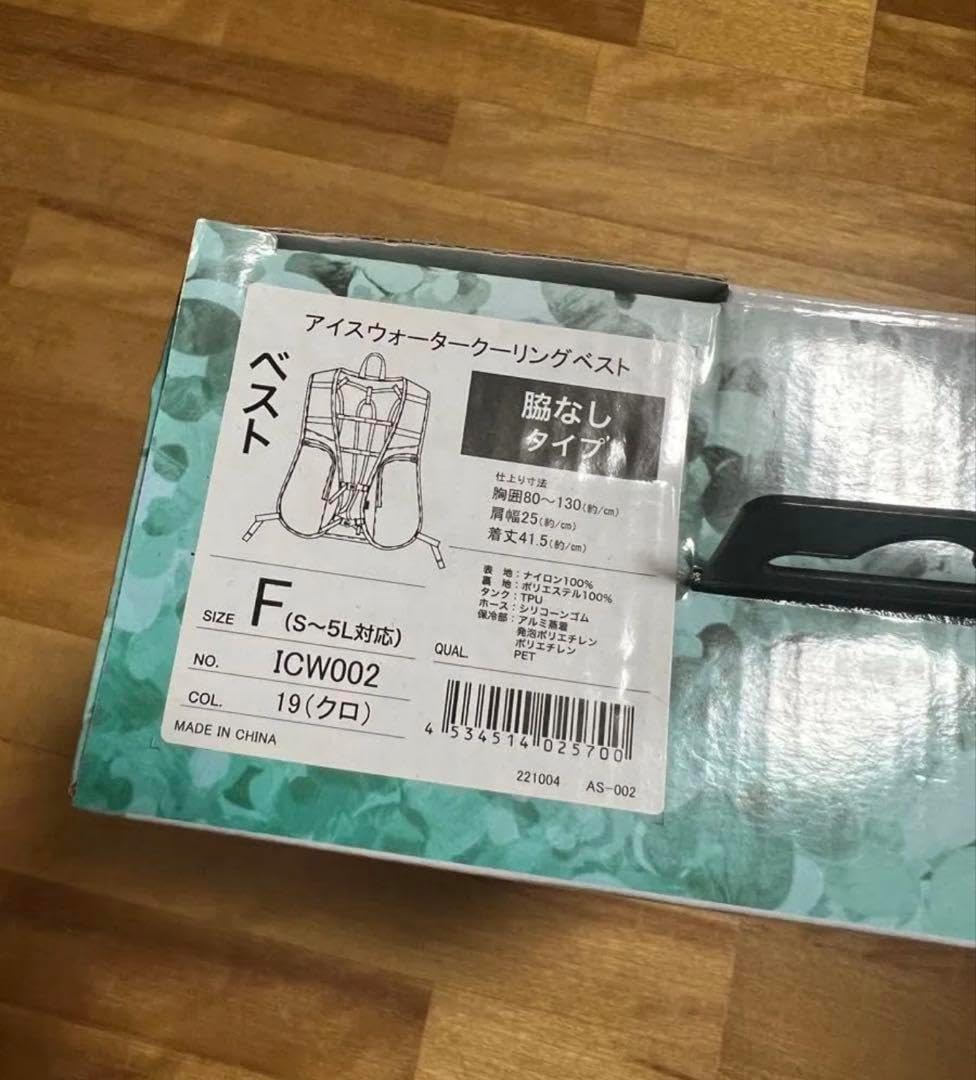 アイスウォータークーリングベスト
ベスト
脇なし
タイプ
仕上り寸法
胸囲80～130(約/cm)
肩幅25(約/cm)
着丈41.5(約/cm)
表 地：ナイロン100%
裏 地：ポリエステル100%
タンク：TPU
ホース：シリコーンゴム
保冷部：アルミ蒸着
発泡ポリエチレン
ポリエチレン
PET
QUAL.
SIZE F (S～5L対応)
NO. ICW002
COL. 19(クロ)
MADE IN CHINA
4 534514 025700
221004 AS-002